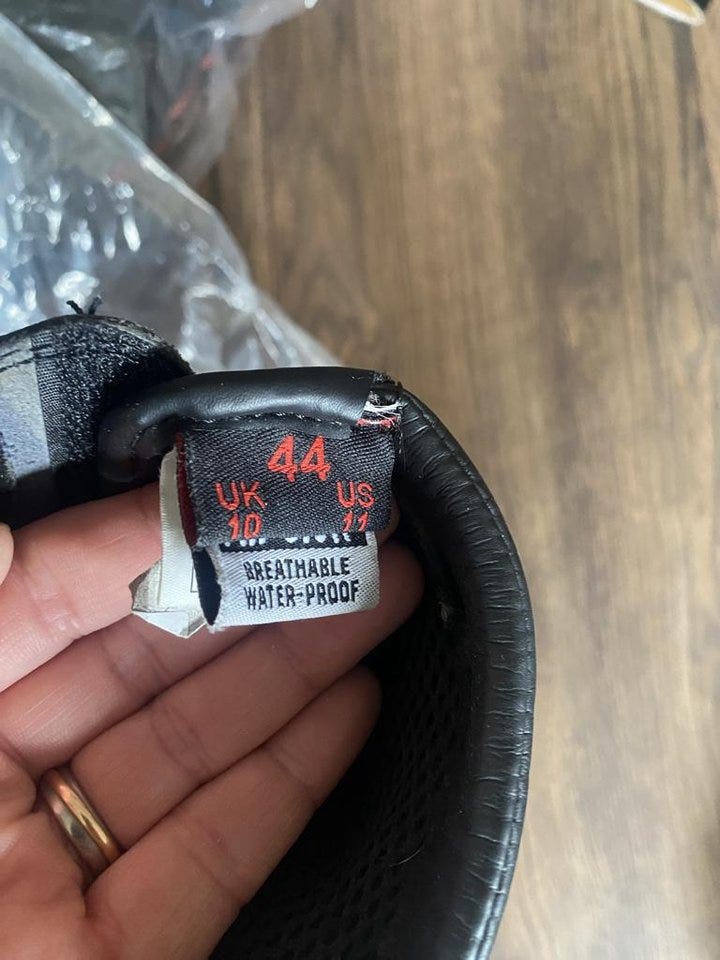 44
UK US
10 11
BREATHABLE
WATER-PROOF